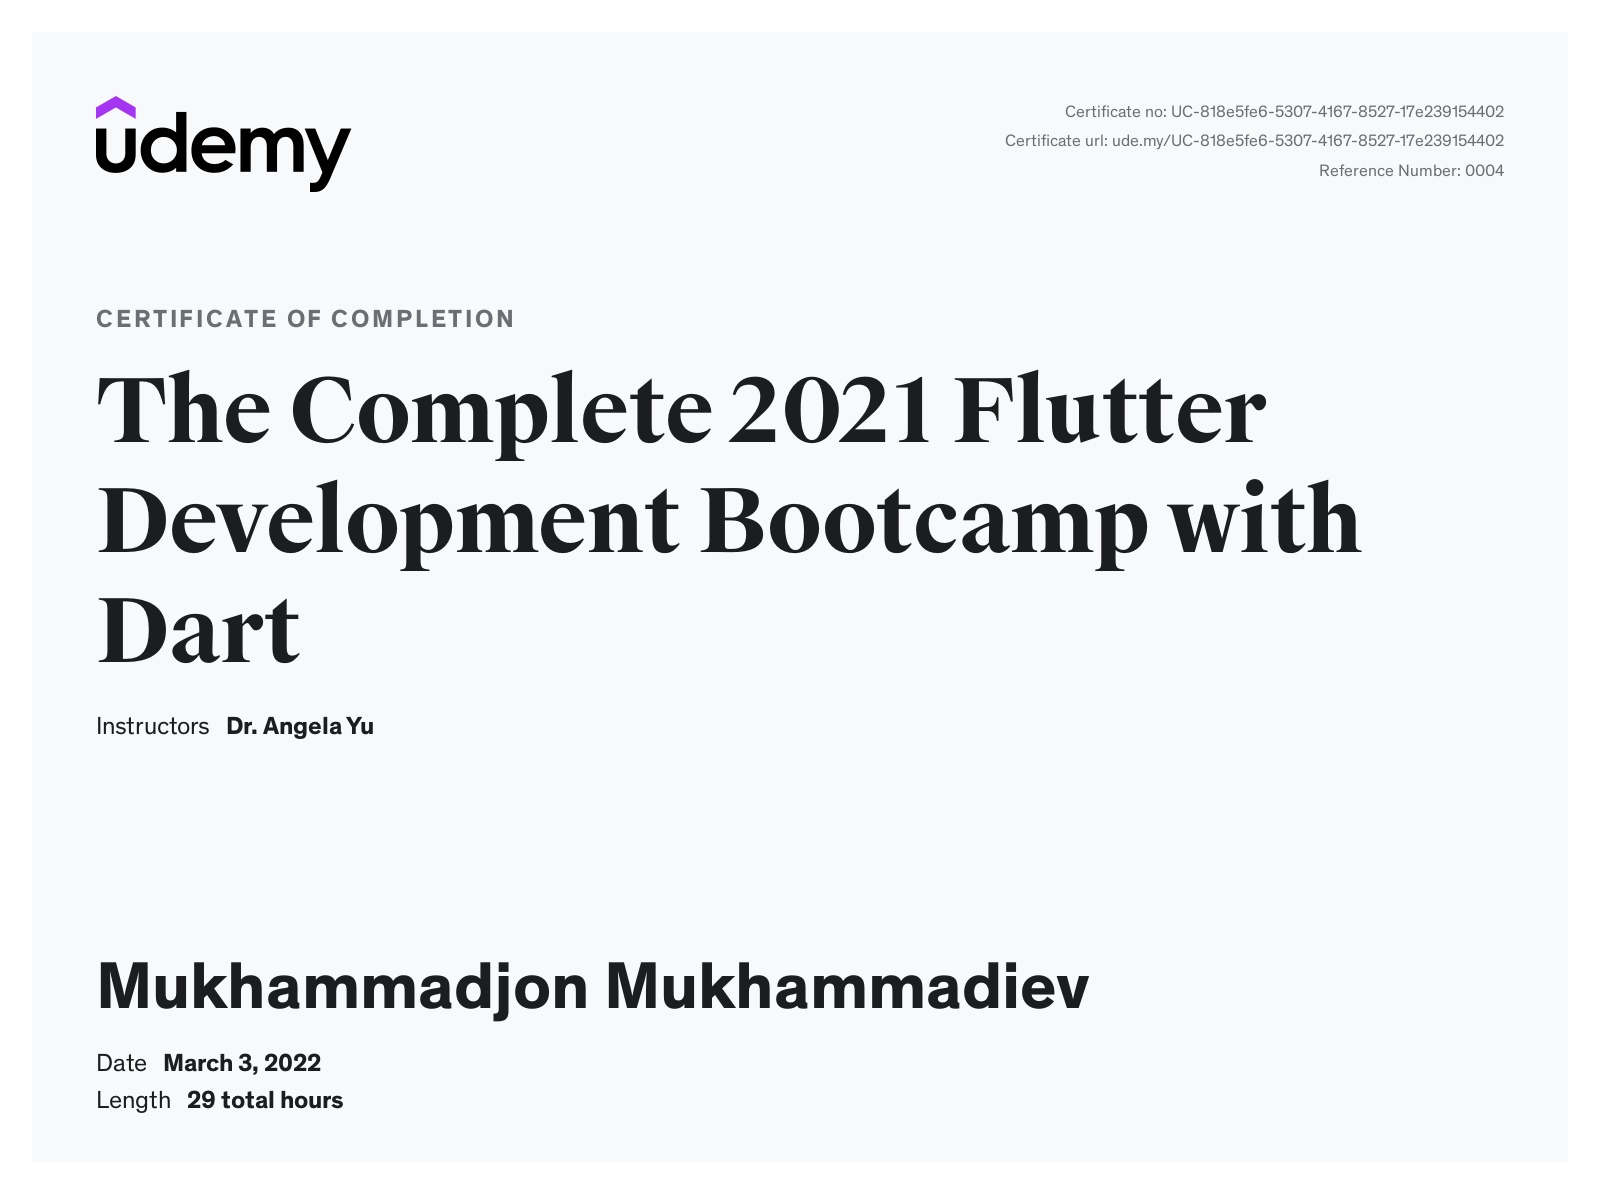 udemy
Certificate no: UC-818e5fe6-5307-4167-8527-17e239154402
Certificate url: ude.my/UC-818e5fe6-5307-4167-8527-17e239154402
Reference Number: 0004
CERTIFICATE OF COMPLETION
The Complete 2021 Flutter
Development Bootcamp with
Dart
Instructors Dr. Angela Yu
Mukhammadjon Mukhammadiev
Date March 3, 2022
Length 29 total hours